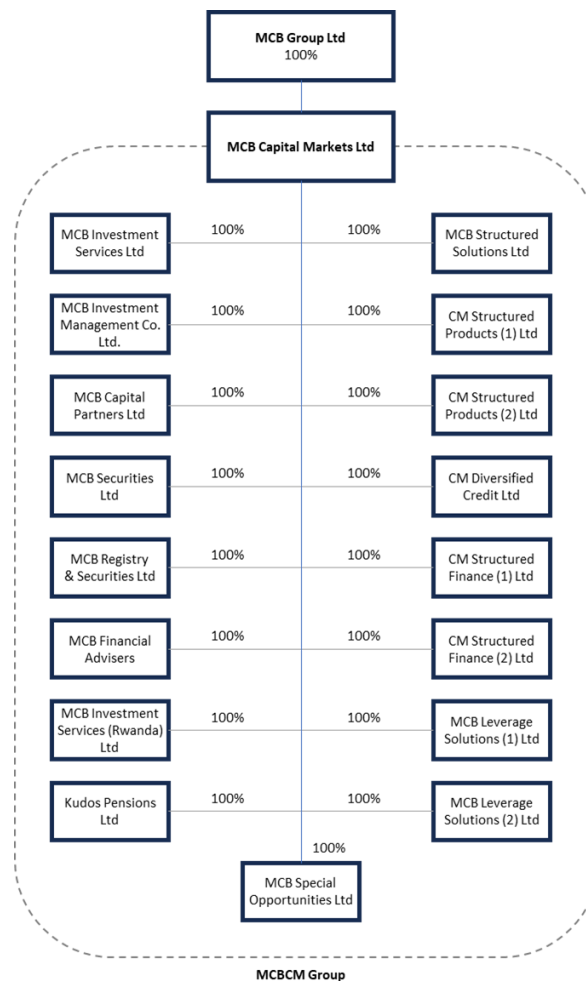 MCB Group Ltd
100%
MCB Capital Markets Ltd
MCB Investment
Services Ltd
100%
100%
MCB Structured
Solutions Ltd
MCB Investment
Management Co.
Ltd.
100%
100%
CM Structured
Products (1) Ltd
MCB Capital
Partners Ltd
100%
100%
CM Structured
Products (2) Ltd
MCB Securities
Ltd
100%
100%
CM Diversified
Credit Ltd
MCB Registry
& Securities Ltd
100%
100%
CM Structured
Finance (1) Ltd
MCB Financial
Advisers
100%
100%
CM Structured
Finance (2) Ltd
MCB Investment
Services (Rwanda)
Ltd
100%
100%
MCB Leverage
Solutions (1) Ltd
Kudos Pensions
Ltd
100%
100%
MCB Leverage
Solutions (2) Ltd
100%
MCB Special
Opportunities Ltd
MCBCM Group